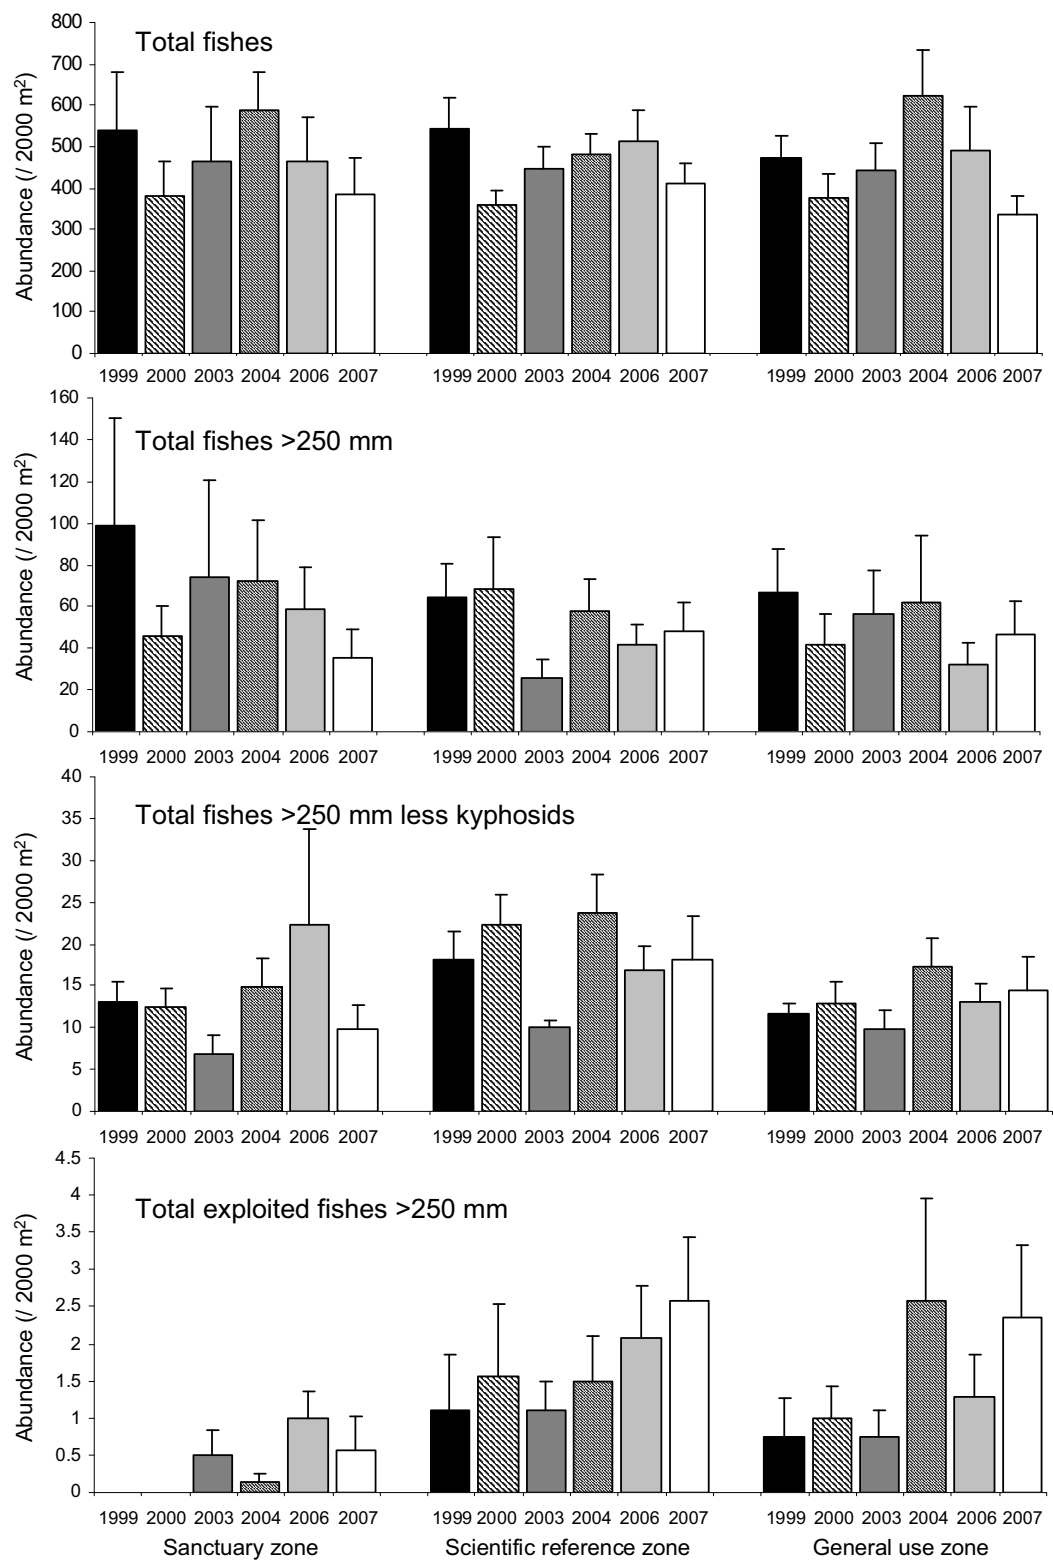 Total fishes
Abundance (/ 2000 m²)
800
700
600
500
400
300
200
100
0
1999 2000 2003 2004 2006 2007 1999 2000 2003 2004 2006 2007 1999 2000 2003 2004 2006 2007
Total fishes >250 mm
Abundance (/ 2000 m²)
160
140
120
100
80
60
40
20
0
1999 2000 2003 2004 2006 2007 1999 2000 2003 2004 2006 2007 1999 2000 2003 2004 2006 2007
Total fishes >250 mm less kyphosids
Abundance (/ 2000 m²)
40
35
30
25
20
15
10
5
0
1999 2000 2003 2004 2006 2007 1999 2000 2003 2004 2006 2007 1999 2000 2003 2004 2006 2007
Total exploited fishes >250 mm
Abundance (/ 2000 m²)
4.5
4
3.5
3
2.5
2
1.5
1
0.5
0
1999 2000 2003 2004 2006 2007 1999 2000 2003 2004 2006 2007 1999 2000 2003 2004 2006 2007
Sanctuary zone Scientific reference zone General use zone